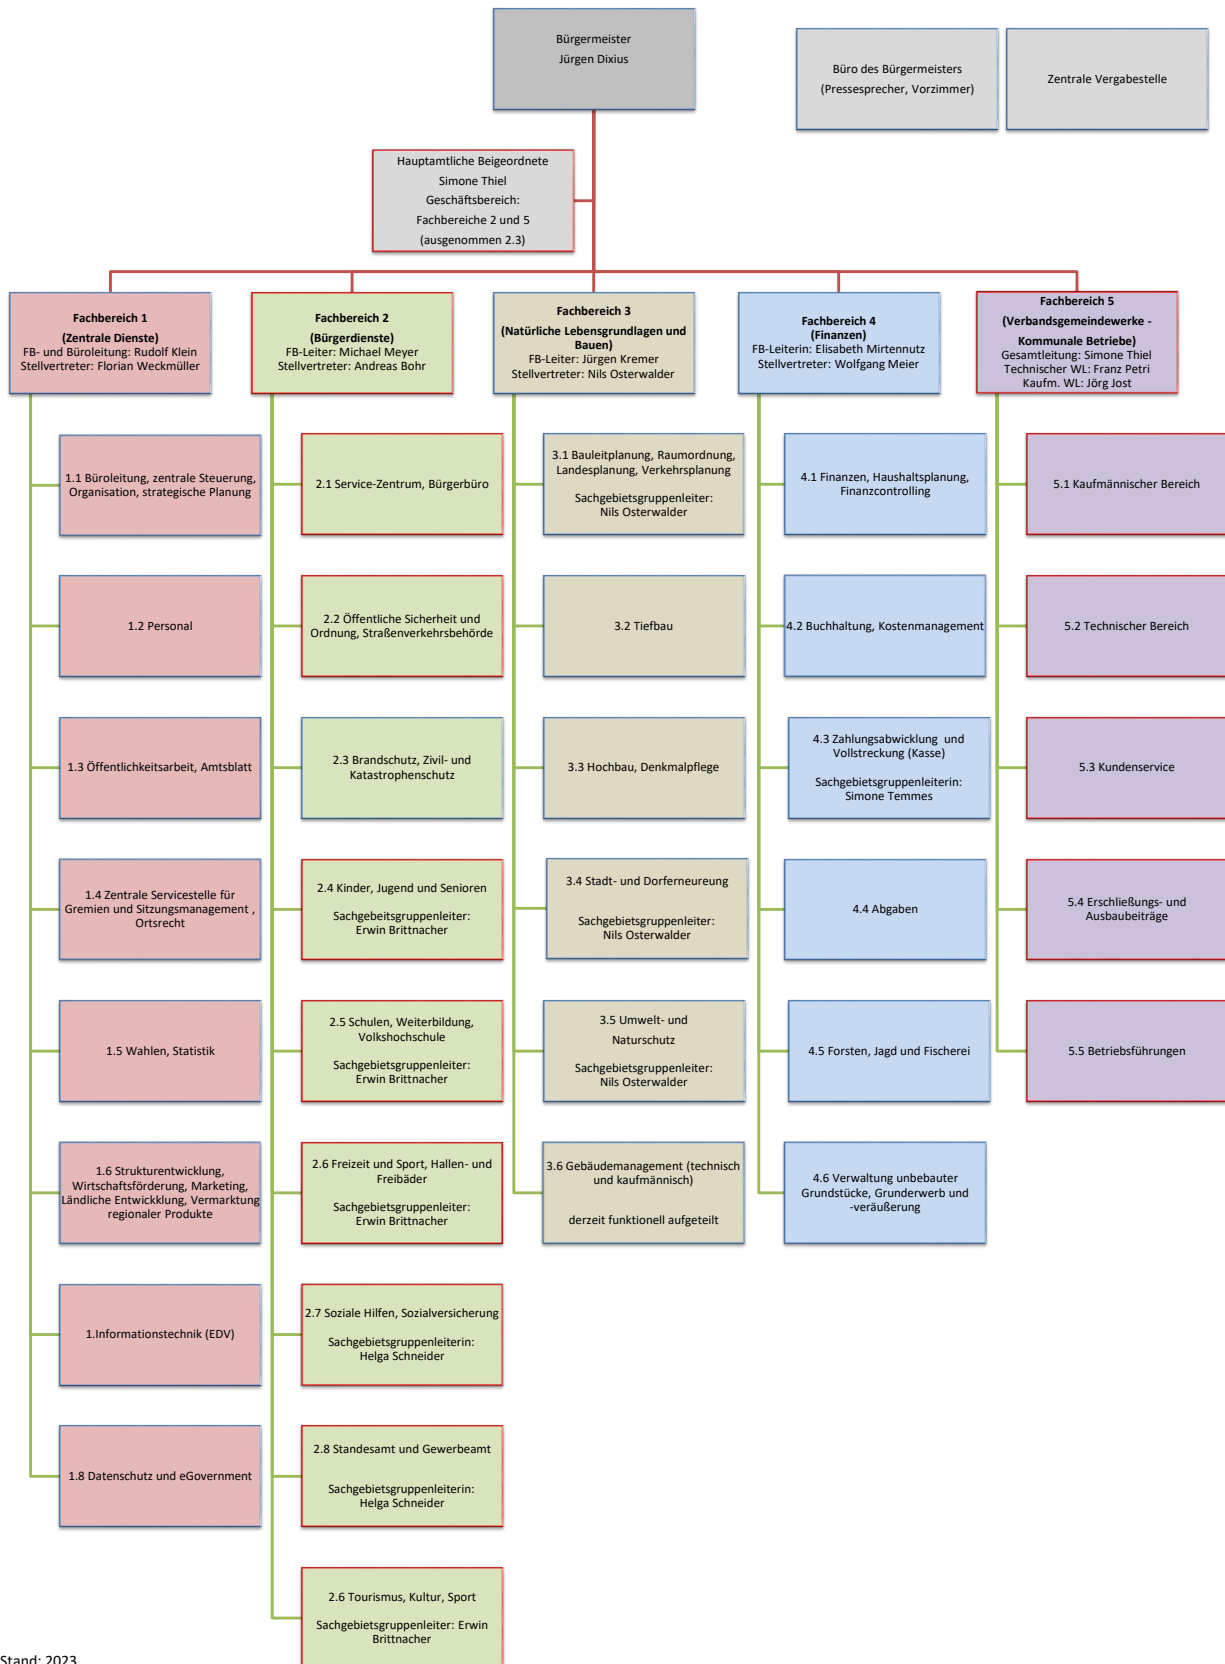 Bürgermeister
Jürgen Dixius
Büro des Bürgermeisters
(Pressesprecher, Vorzimmer)
Zentrale Vergabestelle
Hauptamtliche Beigeordnete
Simone Thiel
Geschäftsbereich:
Fachbereiche 2 und 5
(ausgenommen 2.3)
Fachbereich 1
(Zentrale Dienste)
FB- und Büroleitung: Rudolf Klein
Stellvertreter: Florian Weckmüller
Fachbereich 2
(Bürgerdienste)
FB-Leiter: Michael Meyer
Stellvertreter: Andreas Bohr
Fachbereich 3
(Natürliche Lebensgrundlagen und
Bauen)
FB-Leiter: Jürgen Kremer
Stellvertreter: Nils Osterwalder
Fachbereich 4
(Finanzen)
FB-Leiterin: Elisabeth Mirtennutz
Stellvertreter: Wolfgang Meier
Fachbereich 5
(Verbandsgemeindewerke -
Kommunale Betriebe)
Gesamtleitung: Simone Thiel
Technischer WL: Franz Petri
Kaufm. WL: Jörg Jost
1.1 Büroleitung, zentrale Steuerung,
Organisation, strategische Planung
1.2 Personal
1.3 Öffentlichkeitsarbeit, Amtsblatt
1.4 Zentrale Servicestelle für
Gremien und Sitzungsmanagement ,
Ortsrecht
1.5 Wahlen, Statistik
1.6 Strukturentwicklung,
Wirtschaftsförderung, Marketing,
Ländliche Entwickklung, Vermarktung
regionaler Produkte
1.Informationstechnik (EDV)
1.8 Datenschutz und eGovernment
2.1 Service-Zentrum, Bürgerbüro
2.2 Öffentliche Sicherheit und
Ordnung, Straßenverkehrsbehörde
2.3 Brandschutz, Zivil- und
Katastrophenschutz
2.4 Kinder, Jugend und Senioren
Sachgebeitsgruppenleiter:
Erwin Brittnacher
2.5 Schulen, Weiterbildung,
Volkshochschule
Sachgebietsgruppenleiter:
Erwin Brittnacher
2.6 Freizeit und Sport, Hallen- und
Freibäder
Sachgebietsgruppenleiter:
Erwin Brittnacher
2.7 Soziale Hilfen, Sozialversicherung
Sachgebietsgruppenleiterin:
Helga Schneider
2.8 Standesamt und Gewerbeamt
Sachgebietsgruppenleiterin:
Helga Schneider
2.6 Tourismus, Kultur, Sport
Sachgebietsgruppenleiter: Erwin
Brittnacher
3.1 Bauleitplanung, Raumordnung,
Landesplanung, Verkehrsplanung
Sachgebietsgruppenleiter:
Nils Osterwalder
3.2 Tiefbau
3.3 Hochbau, Denkmalpflege
3.4 Stadt- und Dorferneureung
Sachgebietsgruppenleiter:
Nils Osterwalder
3.5 Umwelt- und
Naturschutz
Sachgebietsgruppenleiter:
Nils Osterwalder
3.6 Gebäudemanagement (technisch
und kaufmännisch)
derzeit funktionell aufgeteilt
4.1 Finanzen, Haushaltsplanung,
Finanzcontrolling
4.2 Buchhaltung, Kostenmanagement
4.3 Zahlungsabwicklung und
Vollstreckung (Kasse)
Sachgebietsgruppenleiterin:
Simone Temmes
4.4 Abgaben
4.5 Forsten, Jagd und Fischerei
4.6 Verwaltung unbebauter
Grundstücke, Grunderwerb und
-veräußerung
5.1 Kaufmännischer Bereich
5.2 Technischer Bereich
5.3 Kundenservice
5.4 Erschließungs- und
Ausbaubeiträge
5.5 Betriebsführungen
Stand: 2023